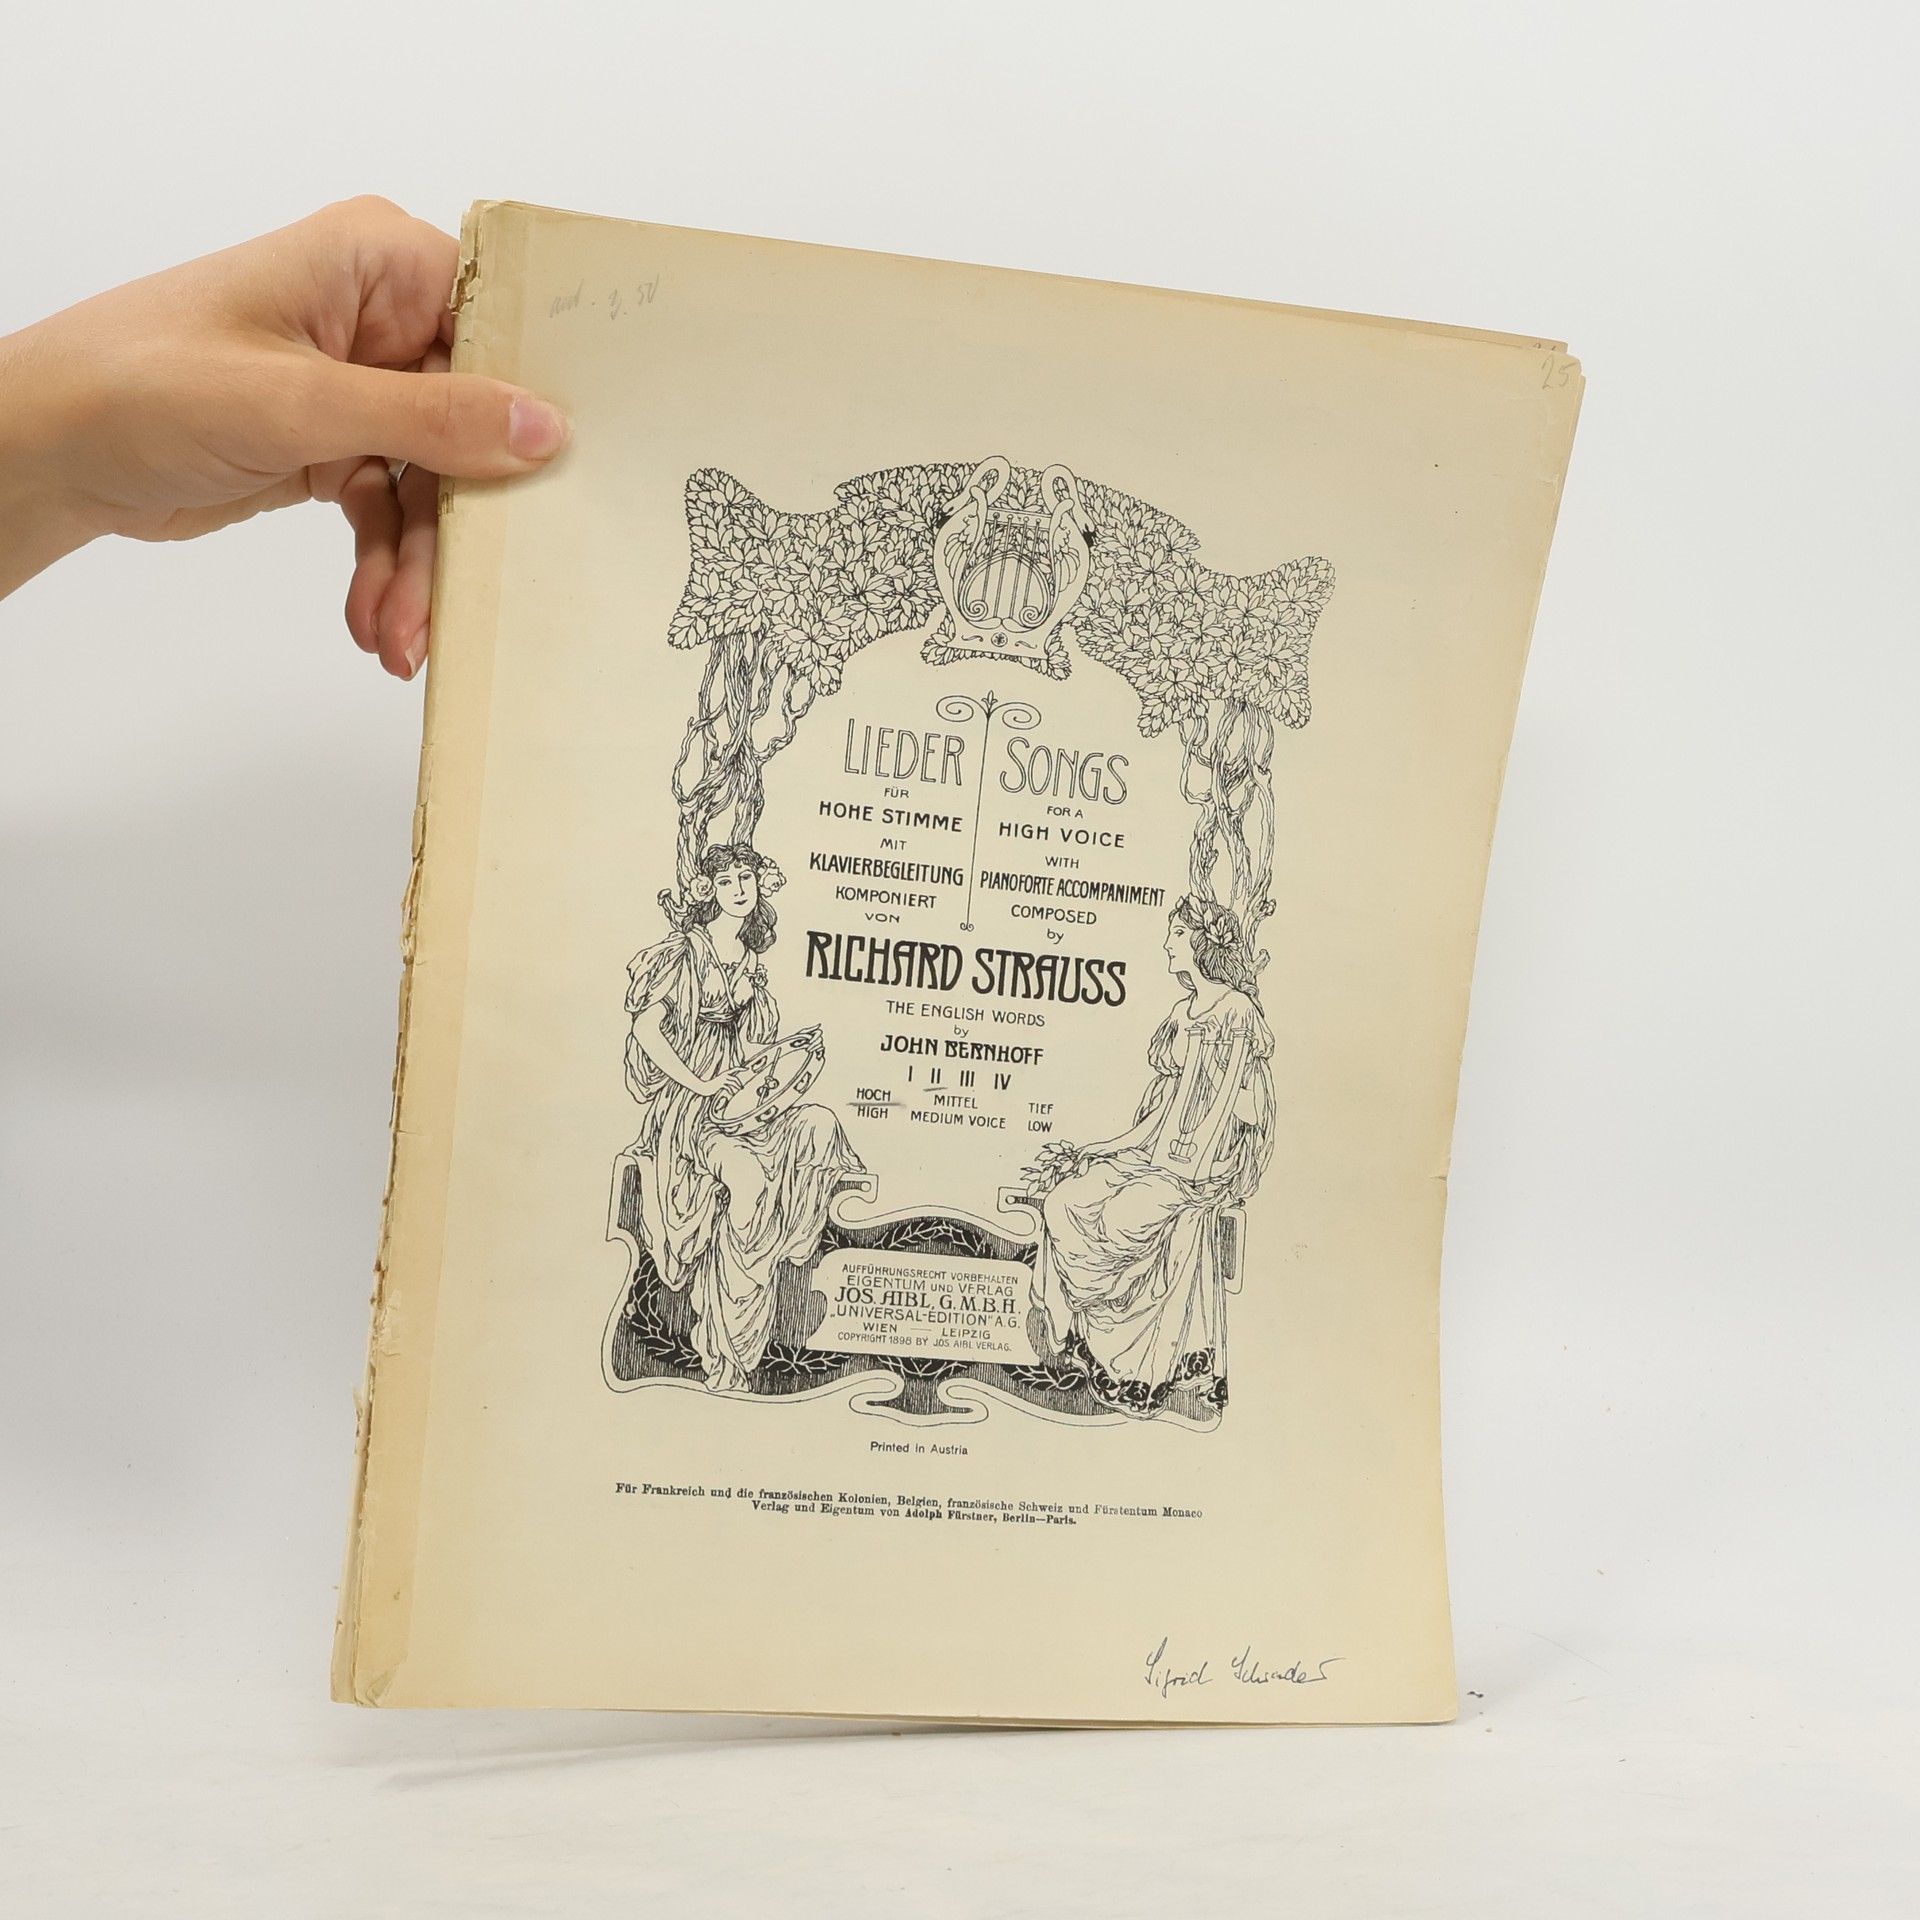 25
LIEDER
FÜR
HOHE STIMME
MIT
KLAVIERBEGLEITUNG
KOMPONIERT
VON
SONGS
FOR A
HIGH VOICE
WITH
PIANOFORTE ACCOMPANIMENT
COMPOSED
by
RICHARD STRAUSS
THE ENGLISH WORDS
by
JOHN BERNHOFF
I II III IV
HOCH MITTEL TIEF
HIGH MEDIUM VOICE LOW
AUFFÜHRUNGSRECHT VORBEHALTEN
EIGENTUM UND VERLAG
JOS. AIBL, G.M.B.H.
„UNIVERSAL-EDITION" A.G.
WIEN — LEIPZIG
COPYRIGHT 1898 BY JOS. AIBL VERLAG.
Printed in Austria
Für Frankreich und die französischen Kolonien, Belgien, französische Schweiz und Fürstentum Monaco
Verlag und Eigentum von Adolph Fürstner, Berlin—Paris.
Sigrid